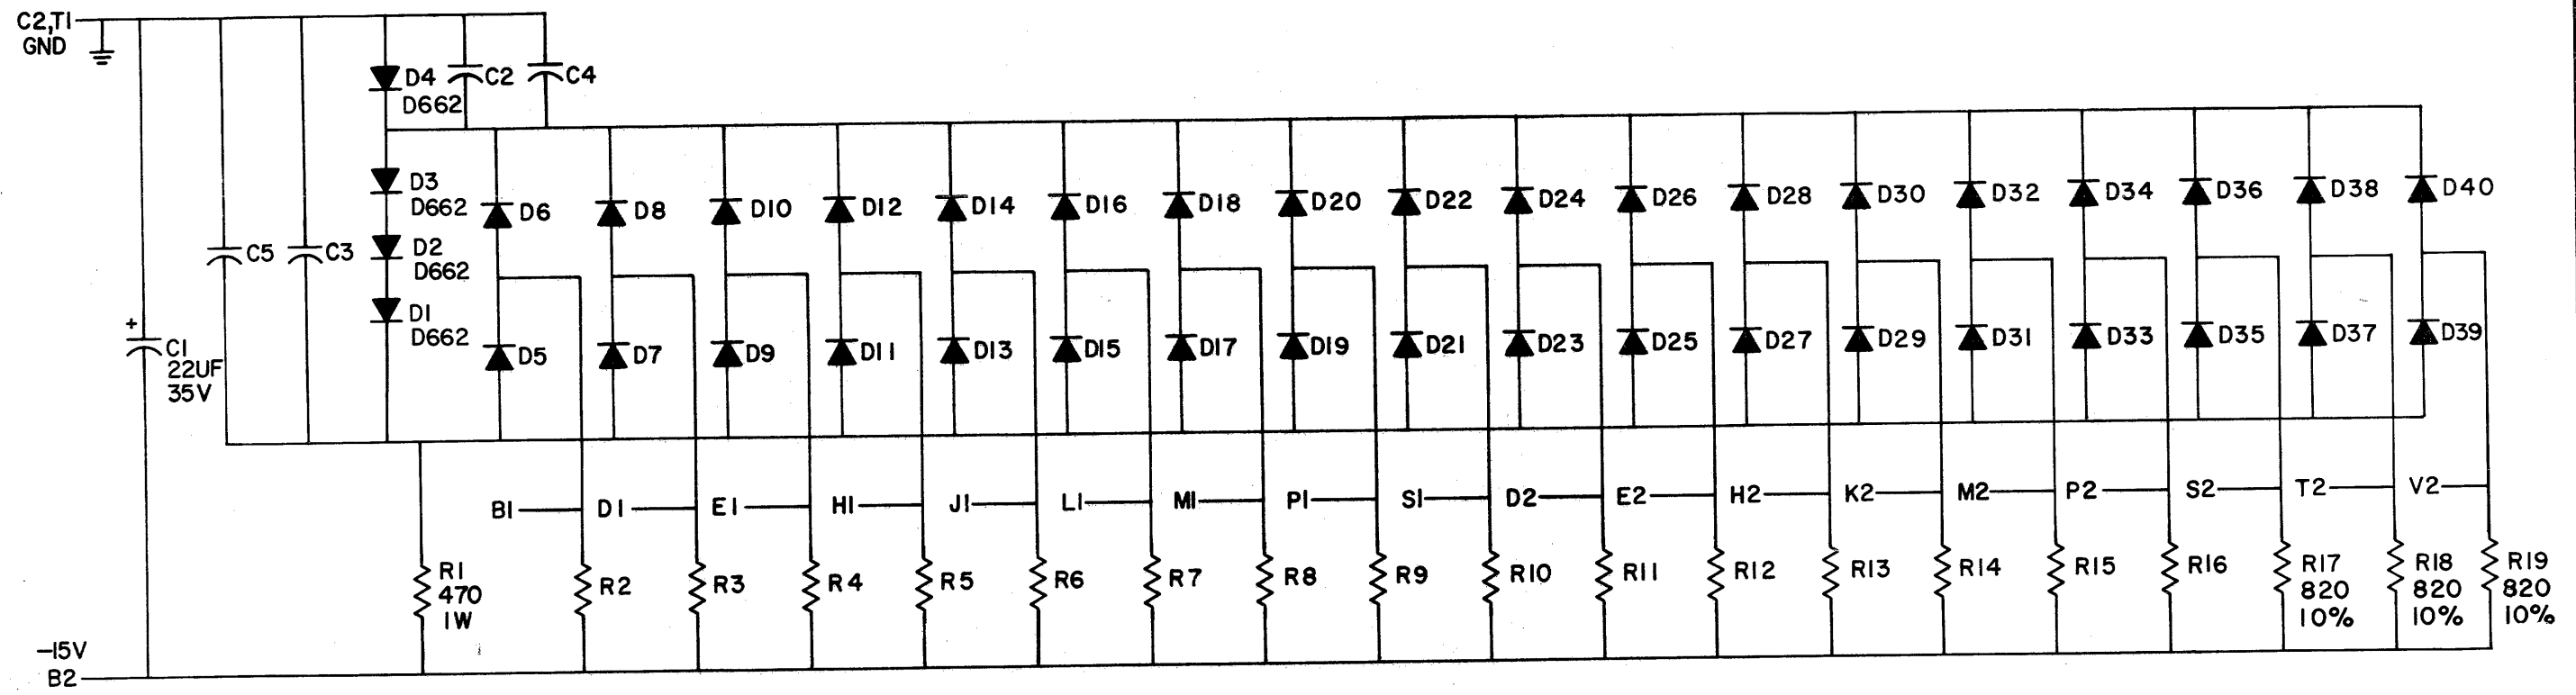 C2,T1
GND
D4
D662
C2
C4
D3
D662
D2
D662
D1
D662
C5
C3
+
C1
22UF
35V
D6
D8
D10
D12
D14
D16
D18
D20
D22
D24
D26
D28
D30
D32
D34
D36
D38
D40
D5
D7
D9
D11
D13
D15
D17
D19
D21
D23
D25
D27
D29
D31
D33
D35
D37
D39
B1
D1
E1
H1
J1
L1
M1
P1
S1
D2
E2
H2
K2
M2
P2
S2
T2
V2
R1
470
1W
R2
R3
R4
R5
R6
R7
R8
R9
R10
R11
R12
R13
R14
R15
R16
R17
820
10%
R18
820
10%
R19
820
10%
-15V
B2